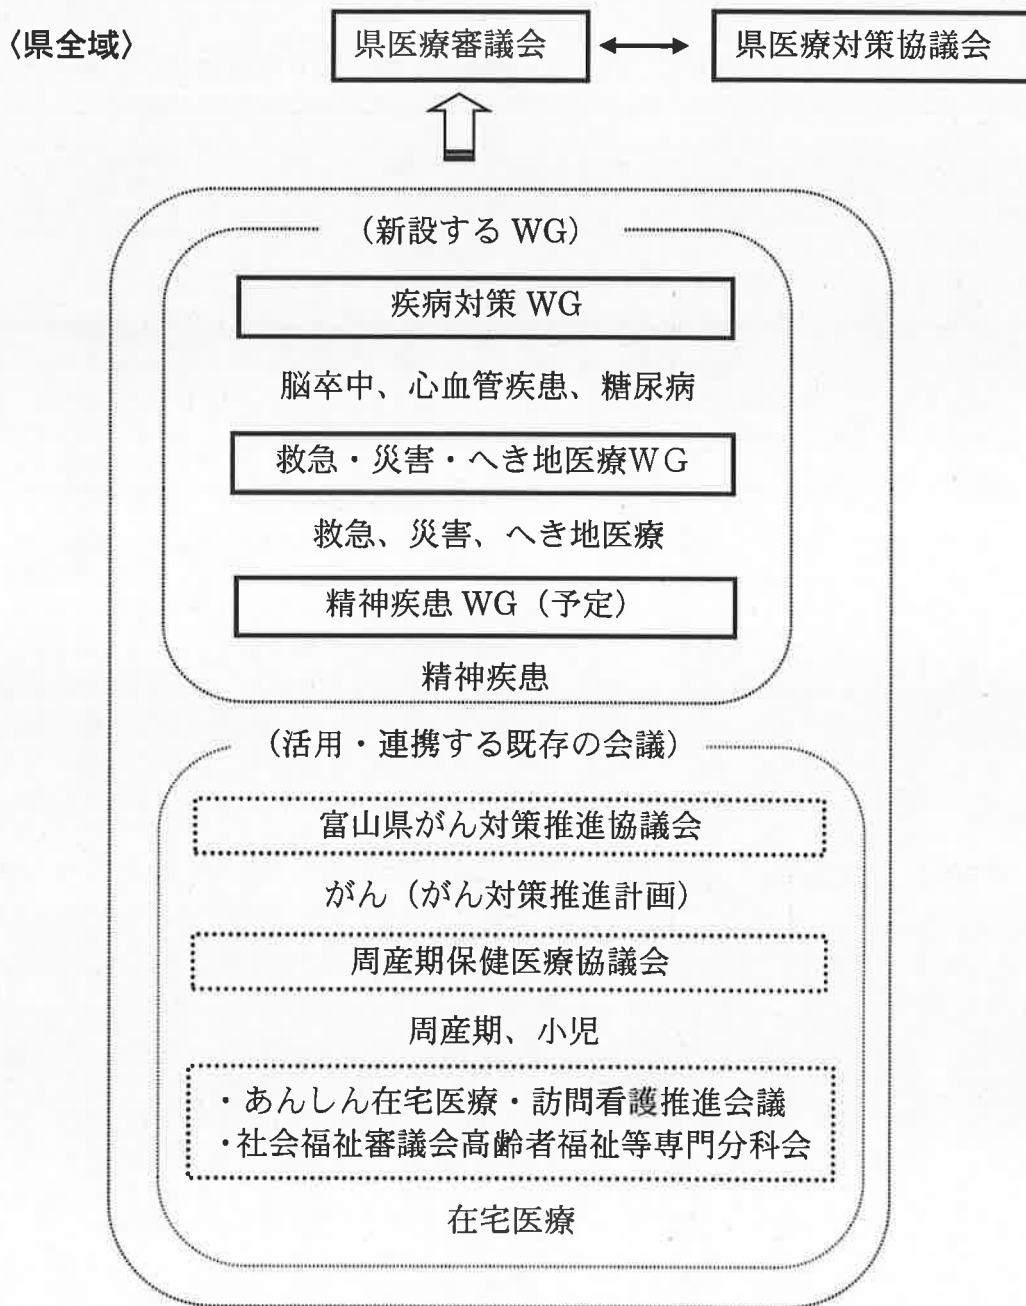 〈県全域〉
県医療審議会
県医療対策協議会
(新設する WG)
疾病対策 WG
脳卒中、心血管疾患、糖尿病
救急・災害・へき地医療WG
救急、災害、へき地医療
精神疾患 WG（予定）
精神疾患
(活用・連携する既存の会議)
富山県がん対策推進協議会
がん（がん対策推進計画）
周産期保健医療協議会
周産期、小児
・あんしん在宅医療・訪問看護推進会議
・社会福祉審議会高齢者福祉等専門分科会
在宅医療